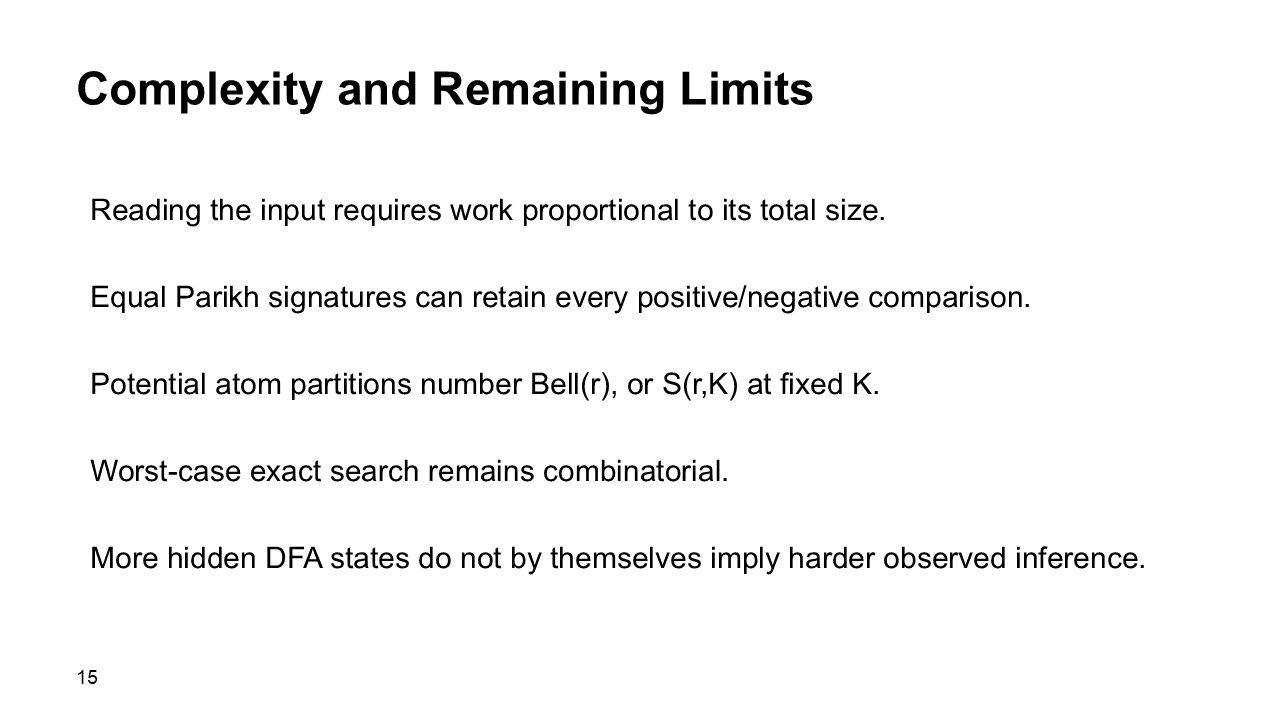 Complexity and Remaining Limits
Reading the input requires work proportional to its total size.
Equal Parikh signatures can retain every positive/negative comparison.
Potential atom partitions number Bell(r), or S(r,K) at fixed K.
Worst-case exact search remains combinatorial.
More hidden DFA states do not by themselves imply harder observed inference.
15